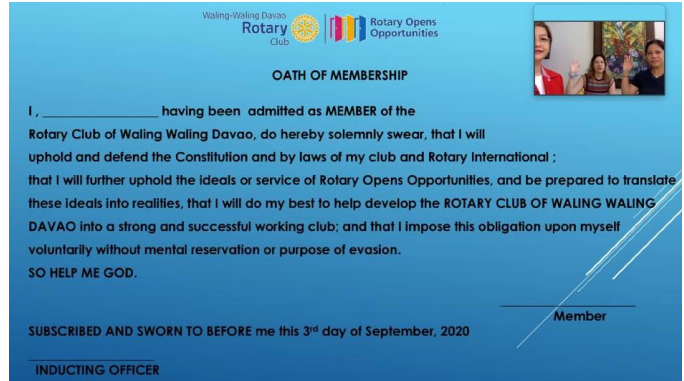 Waling-Waling Davao
Rotary
Club
Rotary Opens
Opportunities
OATH OF MEMBERSHIP
I , __________________ having been admitted as MEMBER of the
Rotary Club of Waling Waling Davao, do hereby solemnly swear, that I will
uphold and defend the Constitution and by laws of my club and Rotary International ;
that I will further uphold the ideals or service of Rotary Opens Opportunities, and be prepared to translate
these ideals into realities, that I will do my best to help develop the ROTARY CLUB OF WALING WALING
DAVAO into a strong and successful working club; and that I impose this obligation upon myself
voluntarily without mental reservation or purpose of evasion.
SO HELP ME GOD.
Member
SUBSCRIBED AND SWORN TO BEFORE me this 3rd day of September, 2020
INDUCTING OFFICER